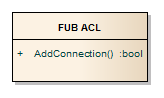 FUB ACL
+ AddConnection() :bool